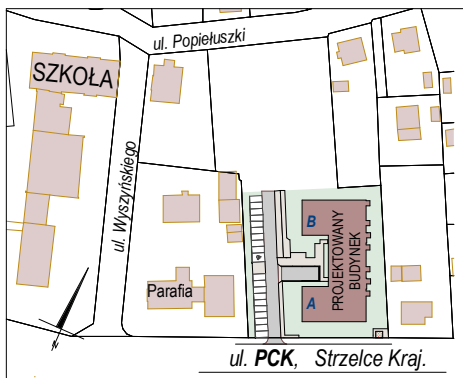 ul. Popiełuszki
SZKOŁA
ul. Wyszyńskiego
B
PROJEKTOWANY
BUDYNEK
Parafia
A
N
ul. PCK, Strzelce Kraj.